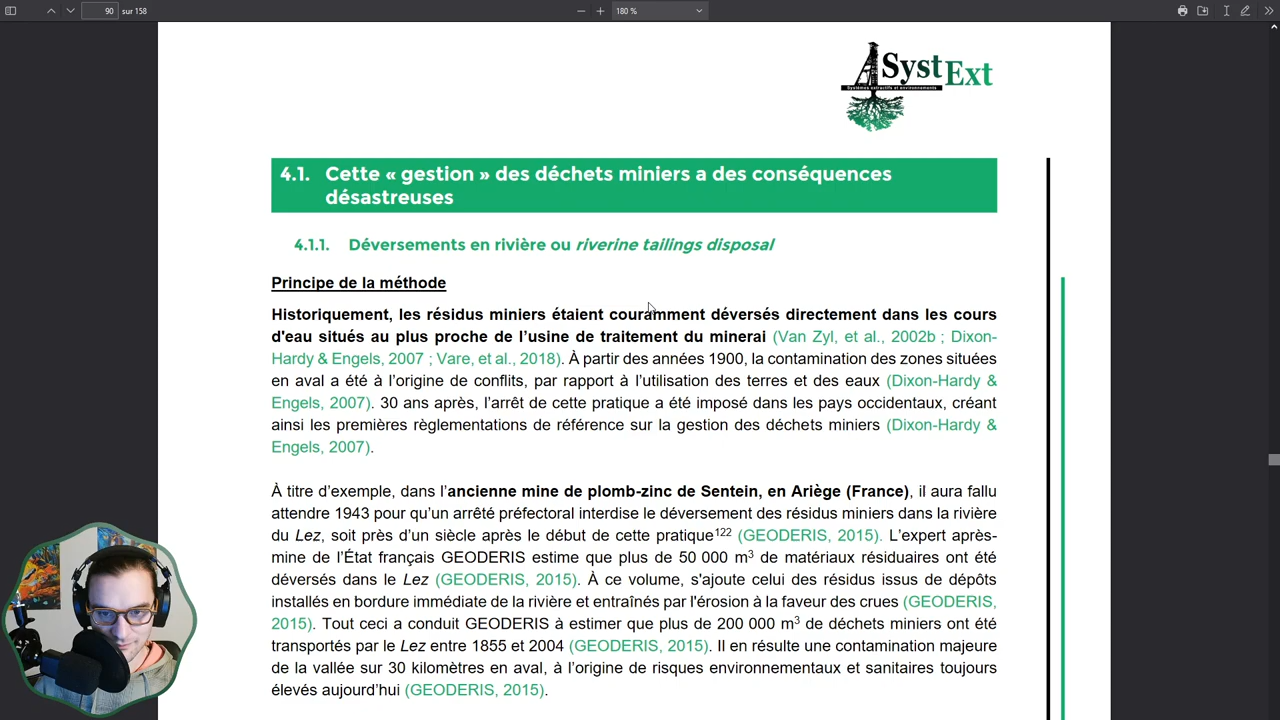 90 sur 158
180 %
SystExt
Systèmes extractifs et environnements
4.1. Cette « gestion » des déchets miniers a des conséquences
désastreuses
4.1.1. Déversements en rivière ou riverine tailings disposal
Principe de la méthode
Historiquement, les résidus miniers étaient couramment déversés directement dans les cours
d'eau situés au plus proche de l’usine de traitement du minerai (Van Zyl, et al., 2002b ; Dixon-
Hardy & Engels, 2007 ; Vare, et al., 2018). À partir des années 1900, la contamination des zones situées
en aval a été à l’origine de conflits, par rapport à l’utilisation des terres et des eaux (Dixon-Hardy &
Engels, 2007). 30 ans après, l’arrêt de cette pratique a été imposé dans les pays occidentaux, créant
ainsi les premières règlementations de référence sur la gestion des déchets miniers (Dixon-Hardy &
Engels, 2007).
À titre d’exemple, dans l’ancienne mine de plomb-zinc de Sentein, en Ariège (France), il aura fallu
attendre 1943 pour qu’un arrêté préfectoral interdise le déversement des résidus miniers dans la rivière
du Lez, soit près d’un siècle après le début de cette pratique122 (GEODERIS, 2015). L’expert après-
mine de l’État français GEODERIS estime que plus de 50 000 m3 de matériaux résiduaires ont été
déversés dans le Lez (GEODERIS, 2015). À ce volume, s'ajoute celui des résidus issus de dépôts
installés en bordure immédiate de la rivière et entraînés par l'érosion à la faveur des crues (GEODERIS,
2015). Tout ceci a conduit GEODERIS à estimer que plus de 200 000 m3 de déchets miniers ont été
transportés par le Lez entre 1855 et 2004 (GEODERIS, 2015). Il en résulte une contamination majeure
de la vallée sur 30 kilomètres en aval, à l’origine de risques environnementaux et sanitaires toujours
élevés aujourd’hui (GEODERIS, 2015).